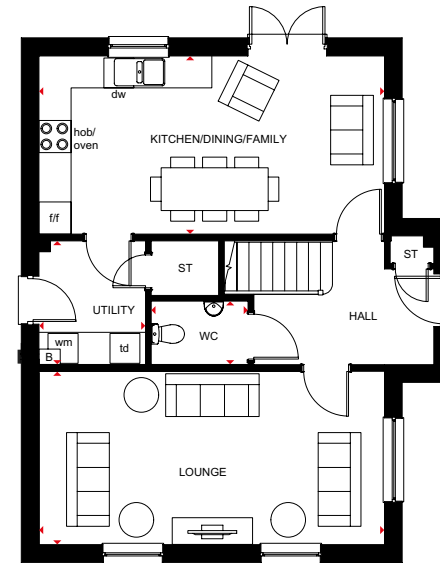 dw
hob/
oven
KITCHEN/DINING/FAMILY
f/f
ST
ST
UTILITY
HALL
WC
wm
td
B
LOUNGE